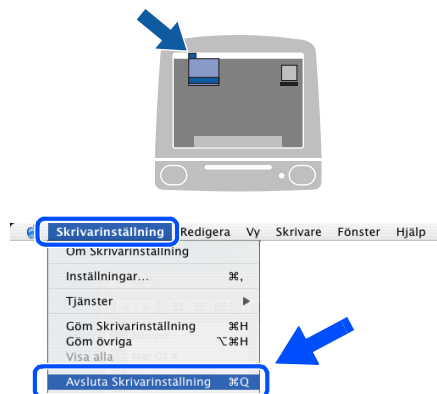 Skrivarinställning Redigera Vy Skrivare Fönster Hjälp
Om Skrivarinställning
Inställningar... ⌘,
Tjänster ▶
Göm Skrivarinställning ⌘H
Göm övriga ⌥⌘H
Visa alla
Avsluta Skrivarinställning ⌘Q